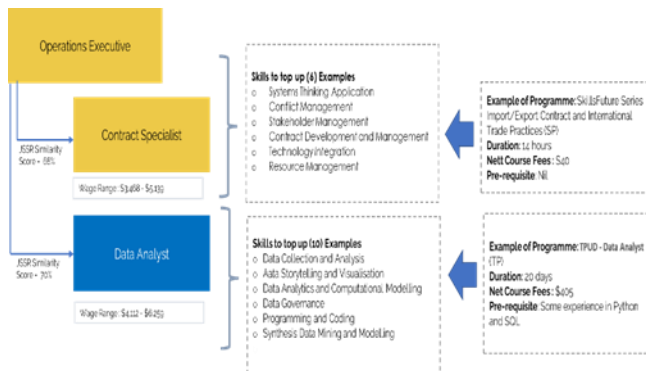 Operations Executive
Contract Specialist
JSSR Similarity
Score - 88%
Wage Range : $3,468 - $5,139
Data Analyst
JSSR Similarity
Score - 70%
Wage Range : $4,112 - $6,259
Skills to top up (6) Examples
o Systems Thinking Application
o Conflict Management
o Stakeholder Management
o Contract Development and Management
o Technology Integration
o Resource Management
Skills to top up (10) Examples
o Data Collection and Analysis
o Aata Storytelling and Visualisation
o Data Analytics and Computational Modelling
o Data Governance
o Programming and Coding
o Synthesis Data Mining and Modelling
Example of Programme: SkillsFuture Series
Import/Export Contract and International
Trade Practices (SP)
Duration: 14 hours
Nett Course Fees : $40
Pre-requisite: Nil
Example of Programme: TPUD - Data Analyst
(TP)
Duration: 20 days
Net Course Fees : $405
Pre-requisite: Some experience in Python
and SQL